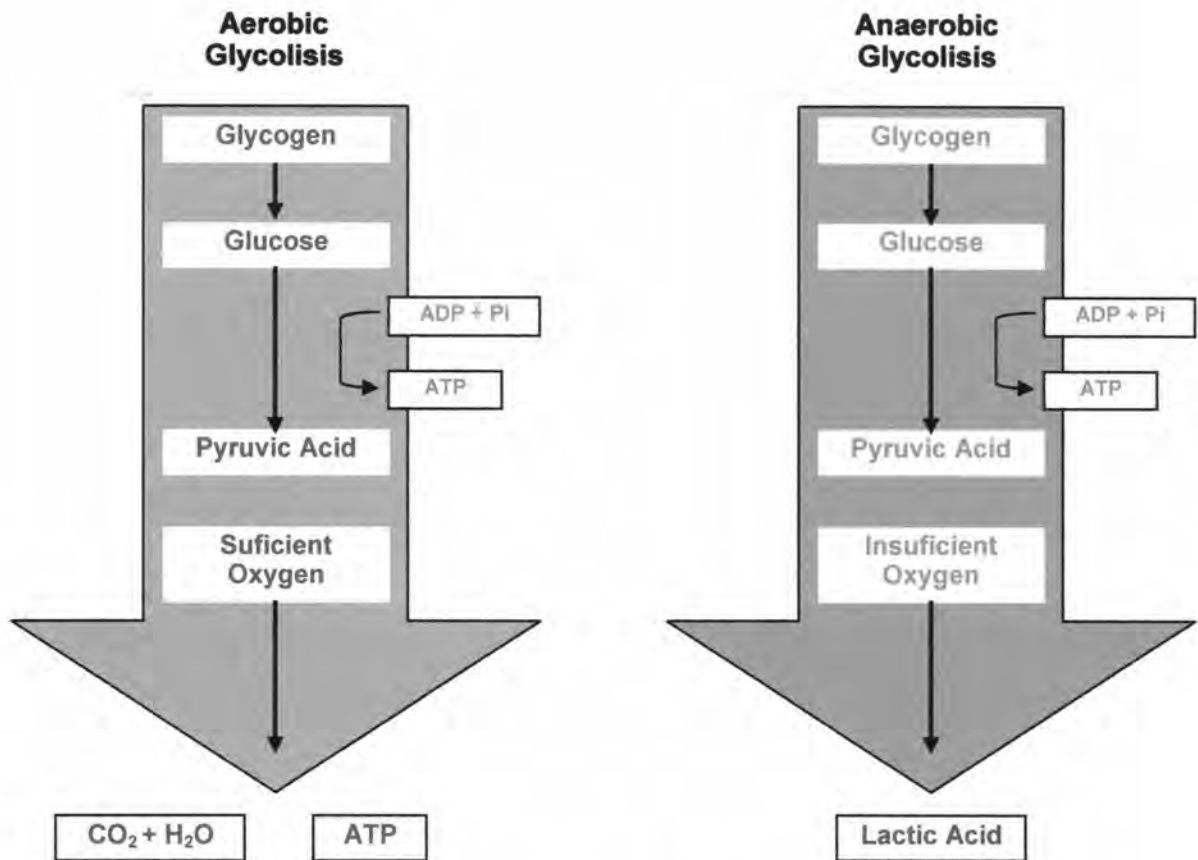 Aerobic
Glycolisis
Glycogen
Glucose
ADP + Pi
ATP
Pyruvic Acid
Suficient
Oxygen
CO₂ + H₂O
ATP
Anaerobic
Glycolisis
Glycogen
Glucose
ADP + Pi
ATP
Pyruvic Acid
Insuficient
Oxygen
Lactic Acid